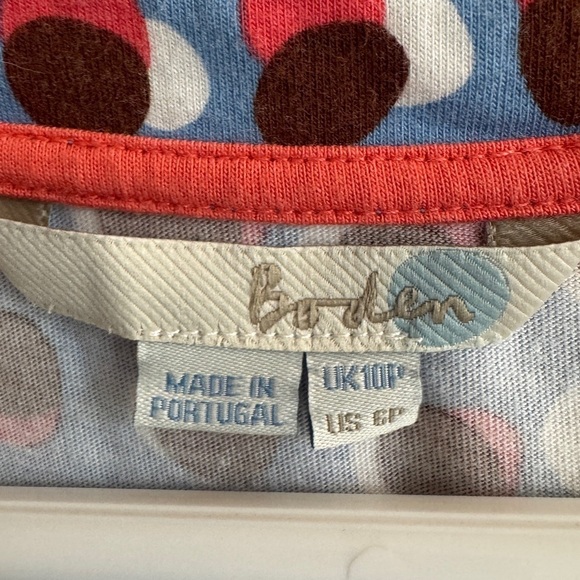 Boden
MADE IN
PORTUGAL
UK10P
US 6P